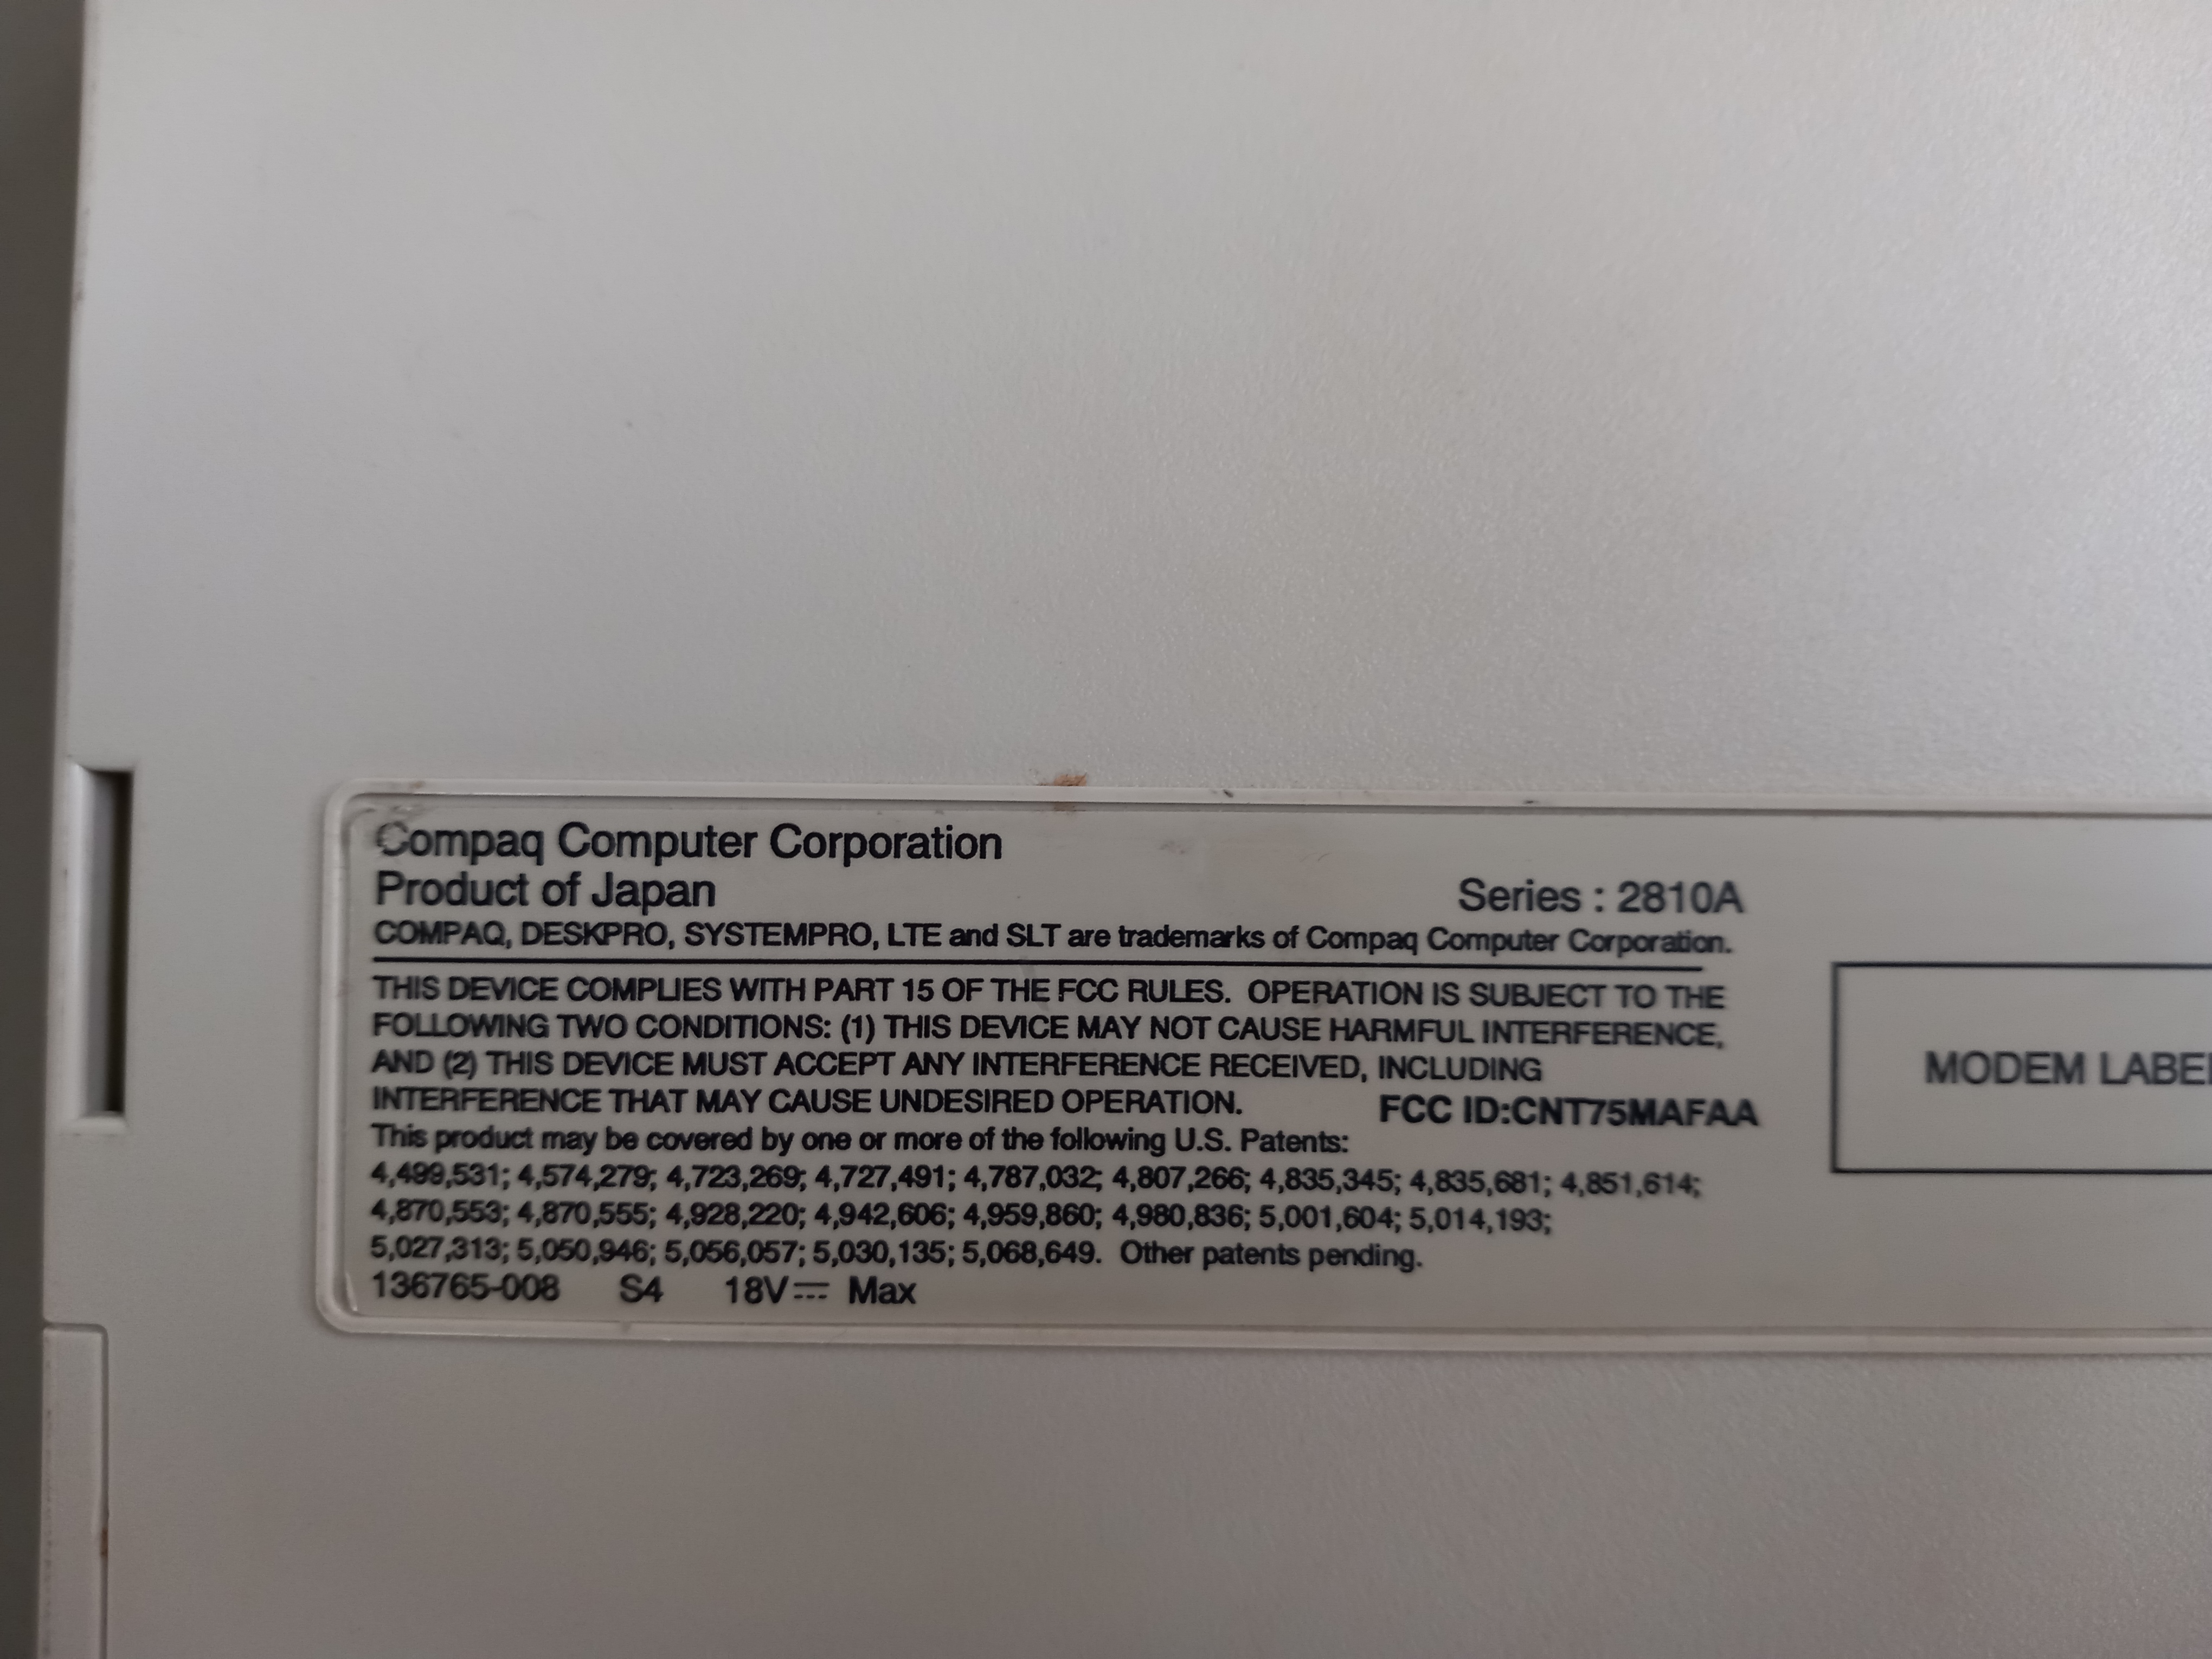 Compaq Computer Corporation
Product of Japan
Series : 2810A
COMPAQ, DESKPRO, SYSTEMPRO, LTE and SLT are trademarks of Compaq Computer Corporation.
THIS DEVICE COMPLIES WITH PART 15 OF THE FCC RULES. OPERATION IS SUBJECT TO THE
FOLLOWING TWO CONDITIONS: (1) THIS DEVICE MAY NOT CAUSE HARMFUL INTERFERENCE,
AND (2) THIS DEVICE MUST ACCEPT ANY INTERFERENCE RECEIVED, INCLUDING
INTERFERENCE THAT MAY CAUSE UNDESIRED OPERATION.
FCC ID:CNT75MAFAA
This product may be covered by one or more of the following U.S. Patents:
4,499,531; 4,574,279; 4,723,269; 4,727,491; 4,787,032; 4,807,266; 4,835,345; 4,835,681; 4,851,614;
4,870,553; 4,870,555; 4,928,220; 4,942,606; 4,959,860; 4,980,836; 5,001,604; 5,014,193;
5,027,313; 5,050,946; 5,056,057; 5,030,135; 5,068,649. Other patents pending.
136765-008 S4 18V⎓ Max
MODEM LABEL